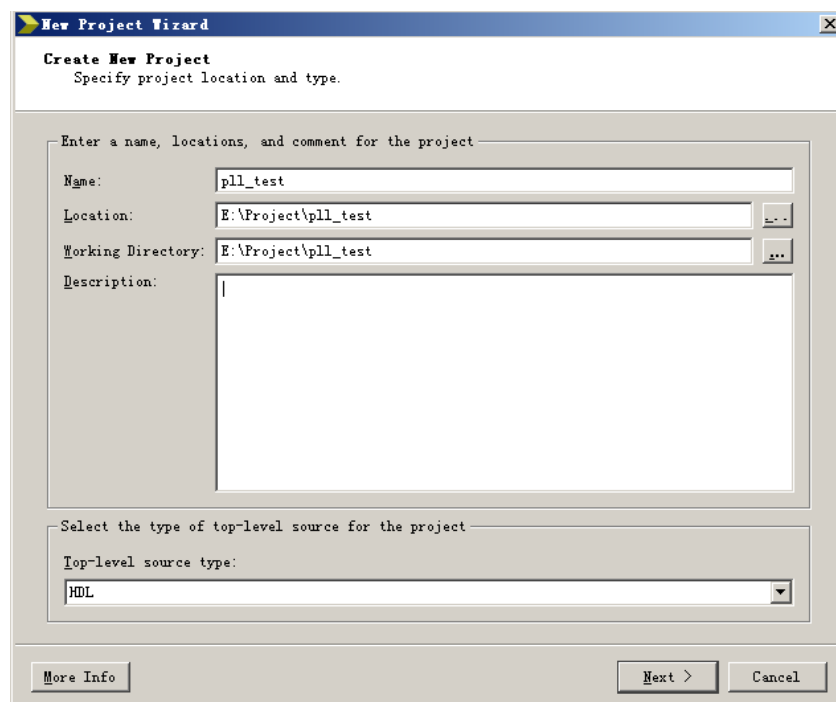 New Project Wizard
Create New Project
Specify project location and type.
Enter a name, locations, and comment for the project
Name: pll_test
Location: E:\Project\pll_test ...
Working Directory: E:\Project\pll_test ...
Description:
Select the type of top-level source for the project
Top-level source type:
HDL
More Info Next > Cancel